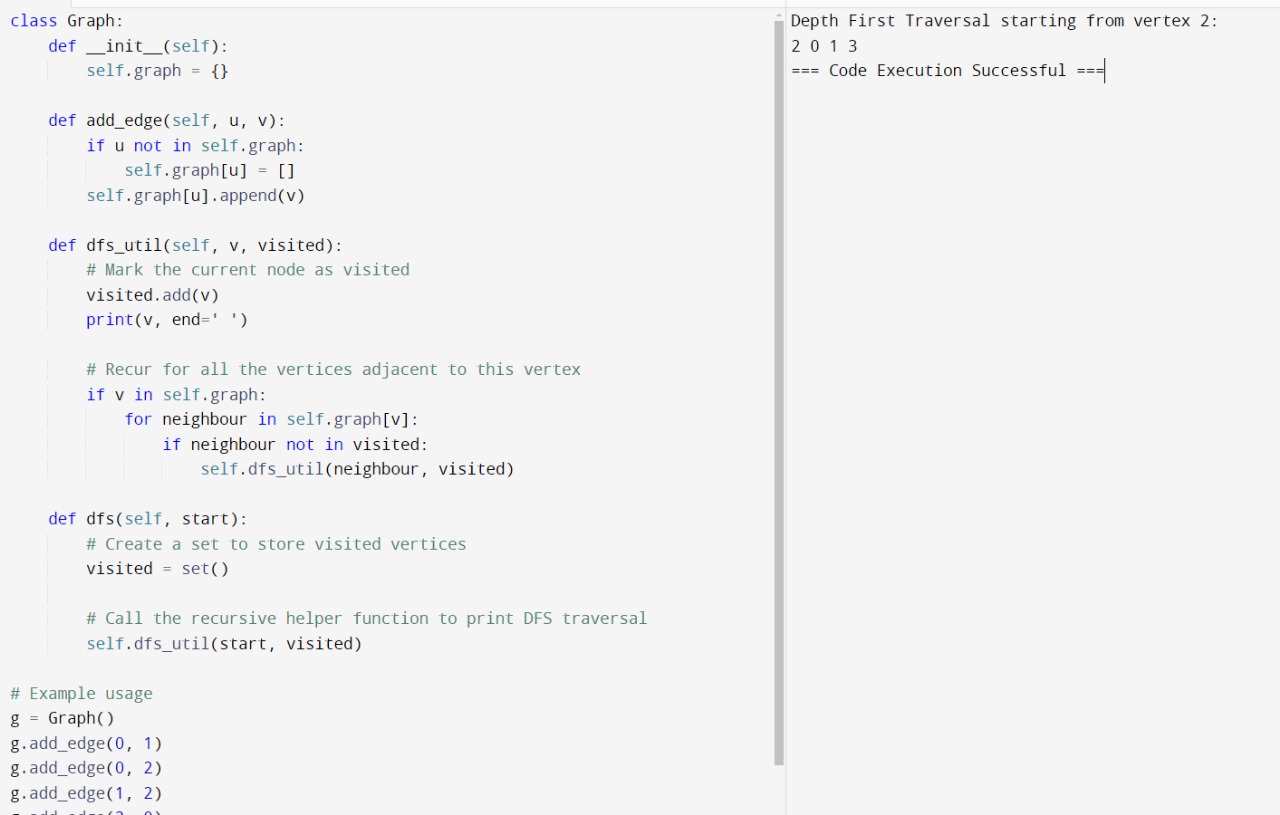 class Graph:
    def __init__(self):
        self.graph = {}

    def add_edge(self, u, v):
        if u not in self.graph:
            self.graph[u] = []
        self.graph[u].append(v)

    def dfs_util(self, v, visited):
        # Mark the current node as visited
        visited.add(v)
        print(v, end=' ')

        # Recur for all the vertices adjacent to this vertex
        if v in self.graph:
            for neighbour in self.graph[v]:
                if neighbour not in visited:
                    self.dfs_util(neighbour, visited)

    def dfs(self, start):
        # Create a set to store visited vertices
        visited = set()

        # Call the recursive helper function to print DFS traversal
        self.dfs_util(start, visited)

# Example usage
g = Graph()
g.add_edge(0, 1)
g.add_edge(0, 2)
g.add_edge(1, 2)
Depth First Traversal starting from vertex 2:
2 0 1 3
=== Code Execution Successful ===